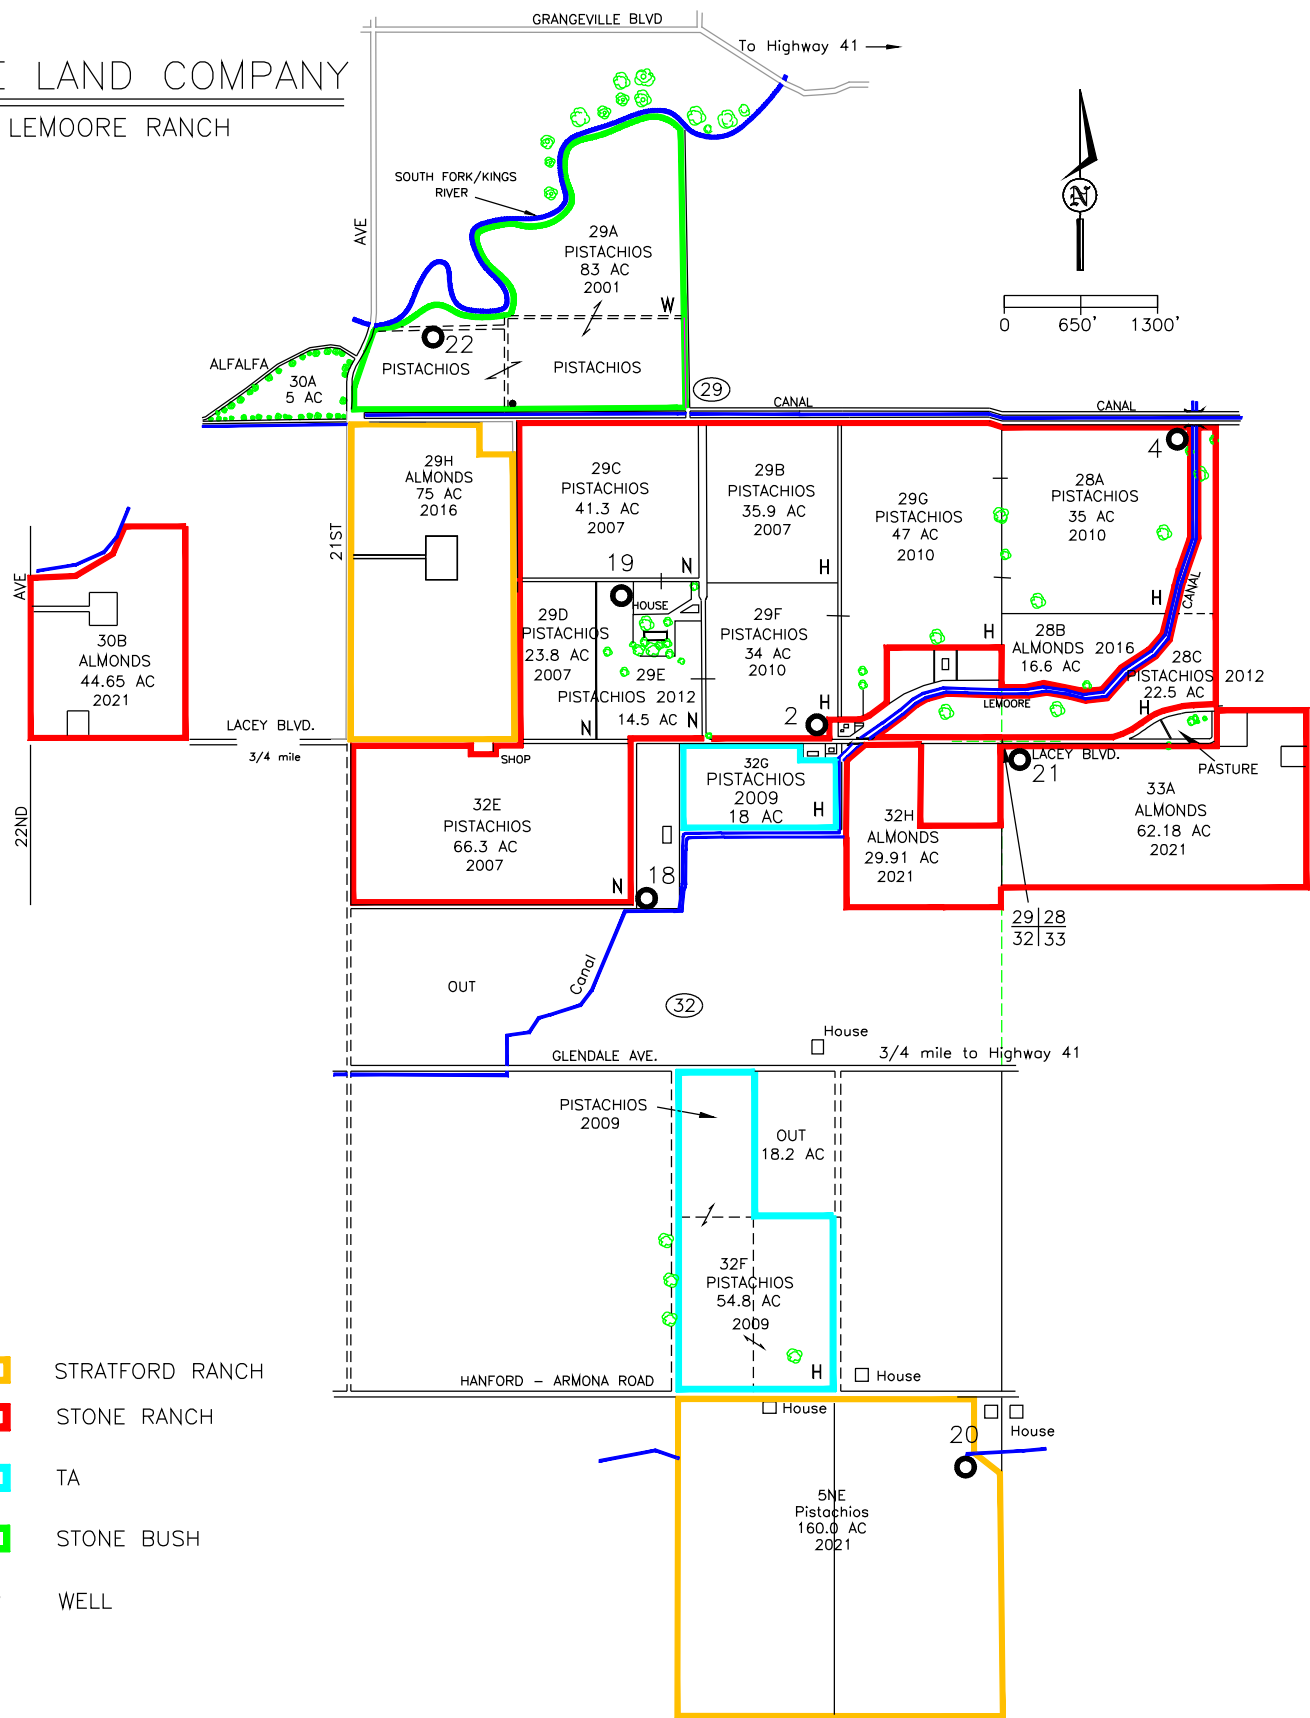 GRANGEVILLE BLVD
To Highway 41
LAND COMPANY
LEMOORE RANCH
SOUTH FORK/KINGS
RIVER
AVE
29A
PISTACHIOS
83 AC
2001
W
N
0 650' 1300'
22
PISTACHIOS
PISTACHIOS
ALFALFA
30A
5 AC
29
CANAL
CANAL
4
29H
ALMONDS
75 AC
2016
21ST
29C
PISTACHIOS
41.3 AC
2007
N
29B
PISTACHIOS
35.9 AC
2007
H
29G
PISTACHIOS
47 AC
2010
H
28A
PISTACHIOS
35 AC
2010
H
CANAL
AVE
30B
ALMONDS
44.65 AC
2021
19
HOUSE
29D
PISTACHIOS
23.8 AC
2007
N
29E
PISTACHIOS 2012
14.5 AC
N
29F
PISTACHIOS
34 AC
2010
H
28B
ALMONDS 2016
16.6 AC
28C
PISTACHIOS 2012
22.5 AC
H
LEMOORE
2
LACEY BLVD.
3/4 mile
SHOP
LACEY BLVD.
21
PASTURE
22ND
32E
PISTACHIOS
66.3 AC
2007
N
18
32G
PISTACHIOS
2009
18 AC
H
32H
ALMONDS
29.91 AC
2021
33A
ALMONDS
62.18 AC
2021
29 28
32 33
OUT
Canal
32
House
GLENDALE AVE.
3/4 mile to Highway 41
PISTACHIOS
2009
OUT
18.2 AC
32F
PISTACHIOS
54.8 AC
2009
H
HANFORD - ARMONA ROAD
House
House
House
20
5NE
Pistachios
160.0 AC
2021
STRATFORD RANCH
STONE RANCH
TA
STONE BUSH
WELL